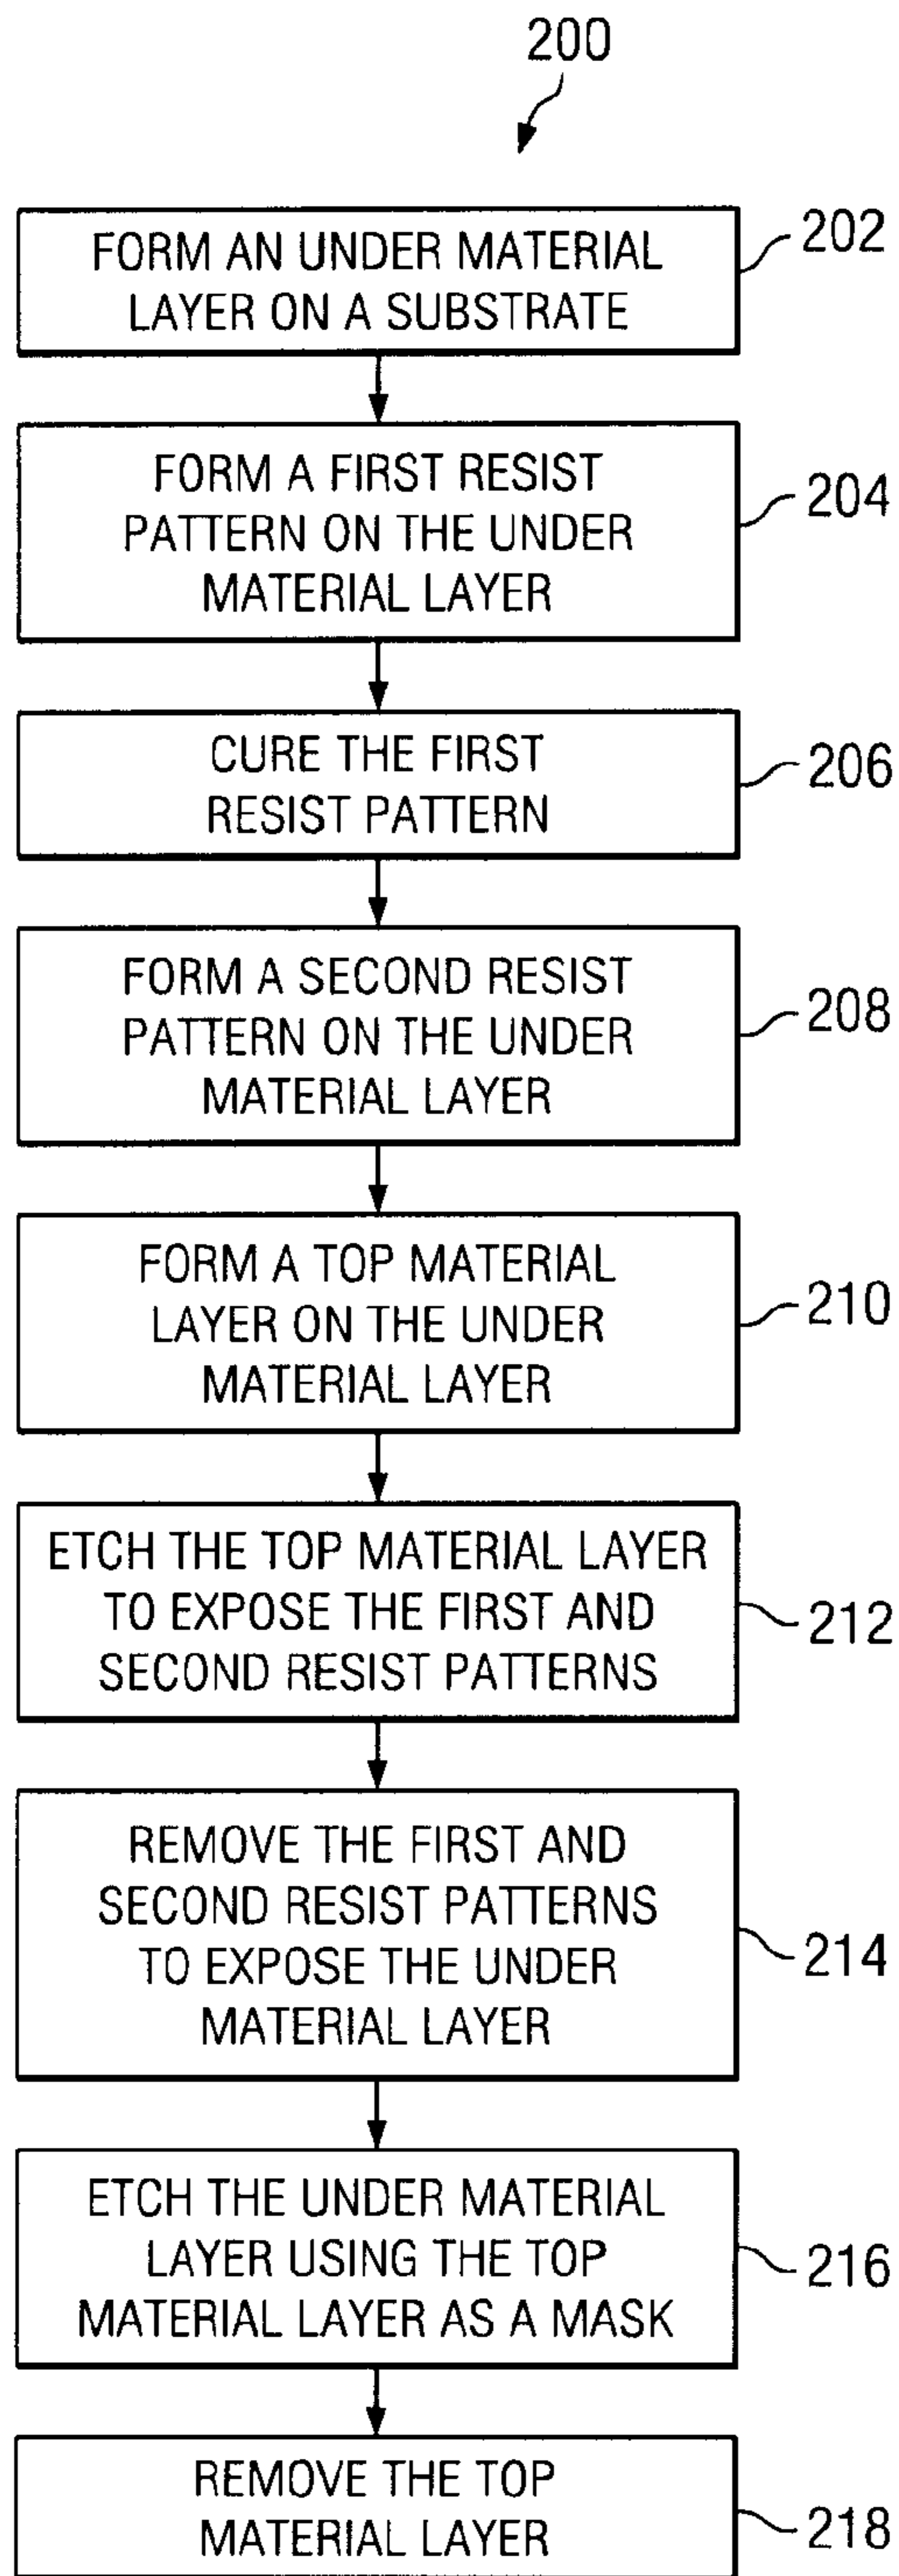 200
FORM AN UNDER MATERIAL
LAYER ON A SUBSTRATE
202
FORM A FIRST RESIST
PATTERN ON THE UNDER
MATERIAL LAYER
204
CURE THE FIRST
RESIST PATTERN
206
FORM A SECOND RESIST
PATTERN ON THE UNDER
MATERIAL LAYER
208
FORM A TOP MATERIAL
LAYER ON THE UNDER
MATERIAL LAYER
210
ETCH THE TOP MATERIAL LAYER
TO EXPOSE THE FIRST AND
SECOND RESIST PATTERNS
212
REMOVE THE FIRST AND
SECOND RESIST PATTERNS
TO EXPOSE THE UNDER
MATERIAL LAYER
214
ETCH THE UNDER MATERIAL
LAYER USING THE TOP
MATERIAL LAYER AS A MASK
216
REMOVE THE TOP
MATERIAL LAYER
218